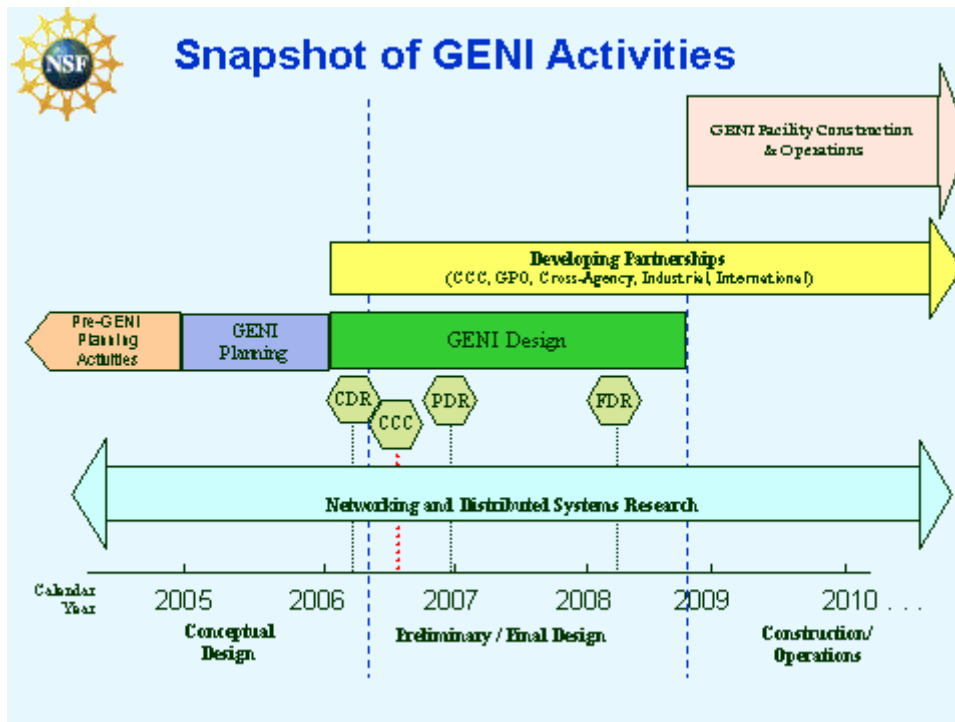 NSF
Snapshot of GENI Activities
GENI Facility Construction
& Operations
Developing Partnerships
(CCC, GPO, Cross-Agency, Industrial, International)
Pre-GENI
Planning
Activities
GENI
Planning
GENI Design
CDR
CCC
PDR
FDR
Networking and Distributed Systems Research
Calendar
Year
2005
2006
2007
2008
2009
2010 . . .
Conceptual
Design
Preliminary / Final Design
Construction/
Operations